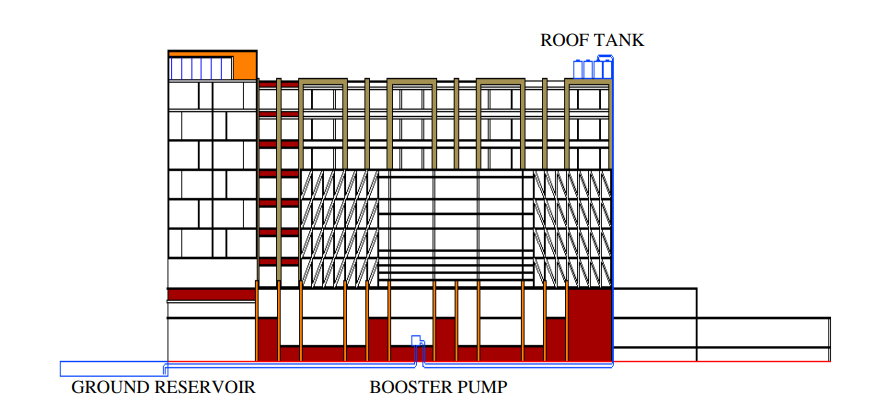 ROOF TANK
GROUND RESERVOIR
BOOSTER PUMP